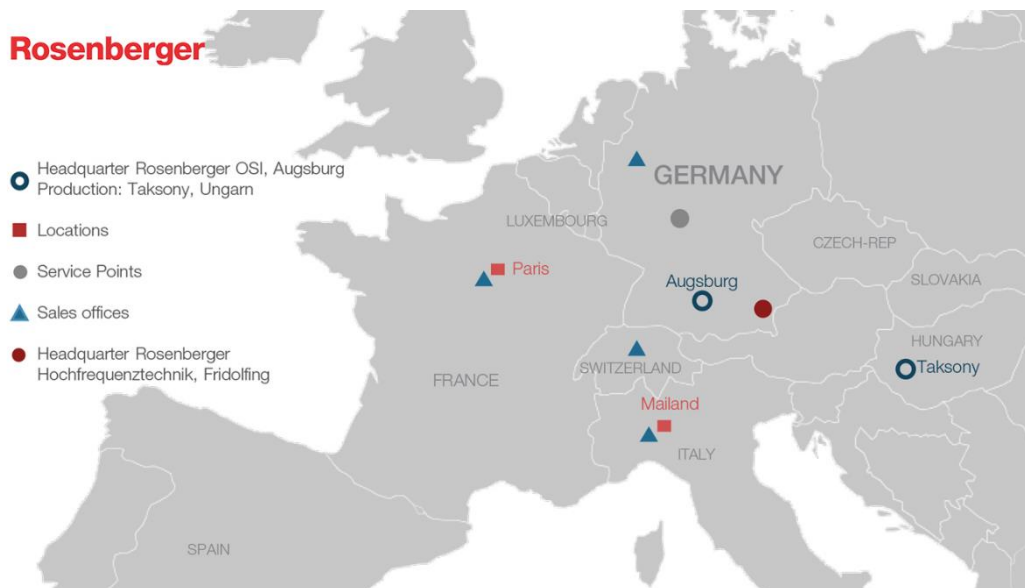 Rosenberger
Headquarter Rosenberger OSI, Augsburg
Production: Taksony, Ungarn
Locations
Service Points
Sales offices
Headquarter Rosenberger
Hochfrequenztechnik, Fridolfing
GERMANY
LUXEMBOURG
CZECH-REP
Paris
Augsburg
SLOVAKIA
HUNGARY
Taksony
SWITZERLAND
FRANCE
Mailand
ITALY
SPAIN